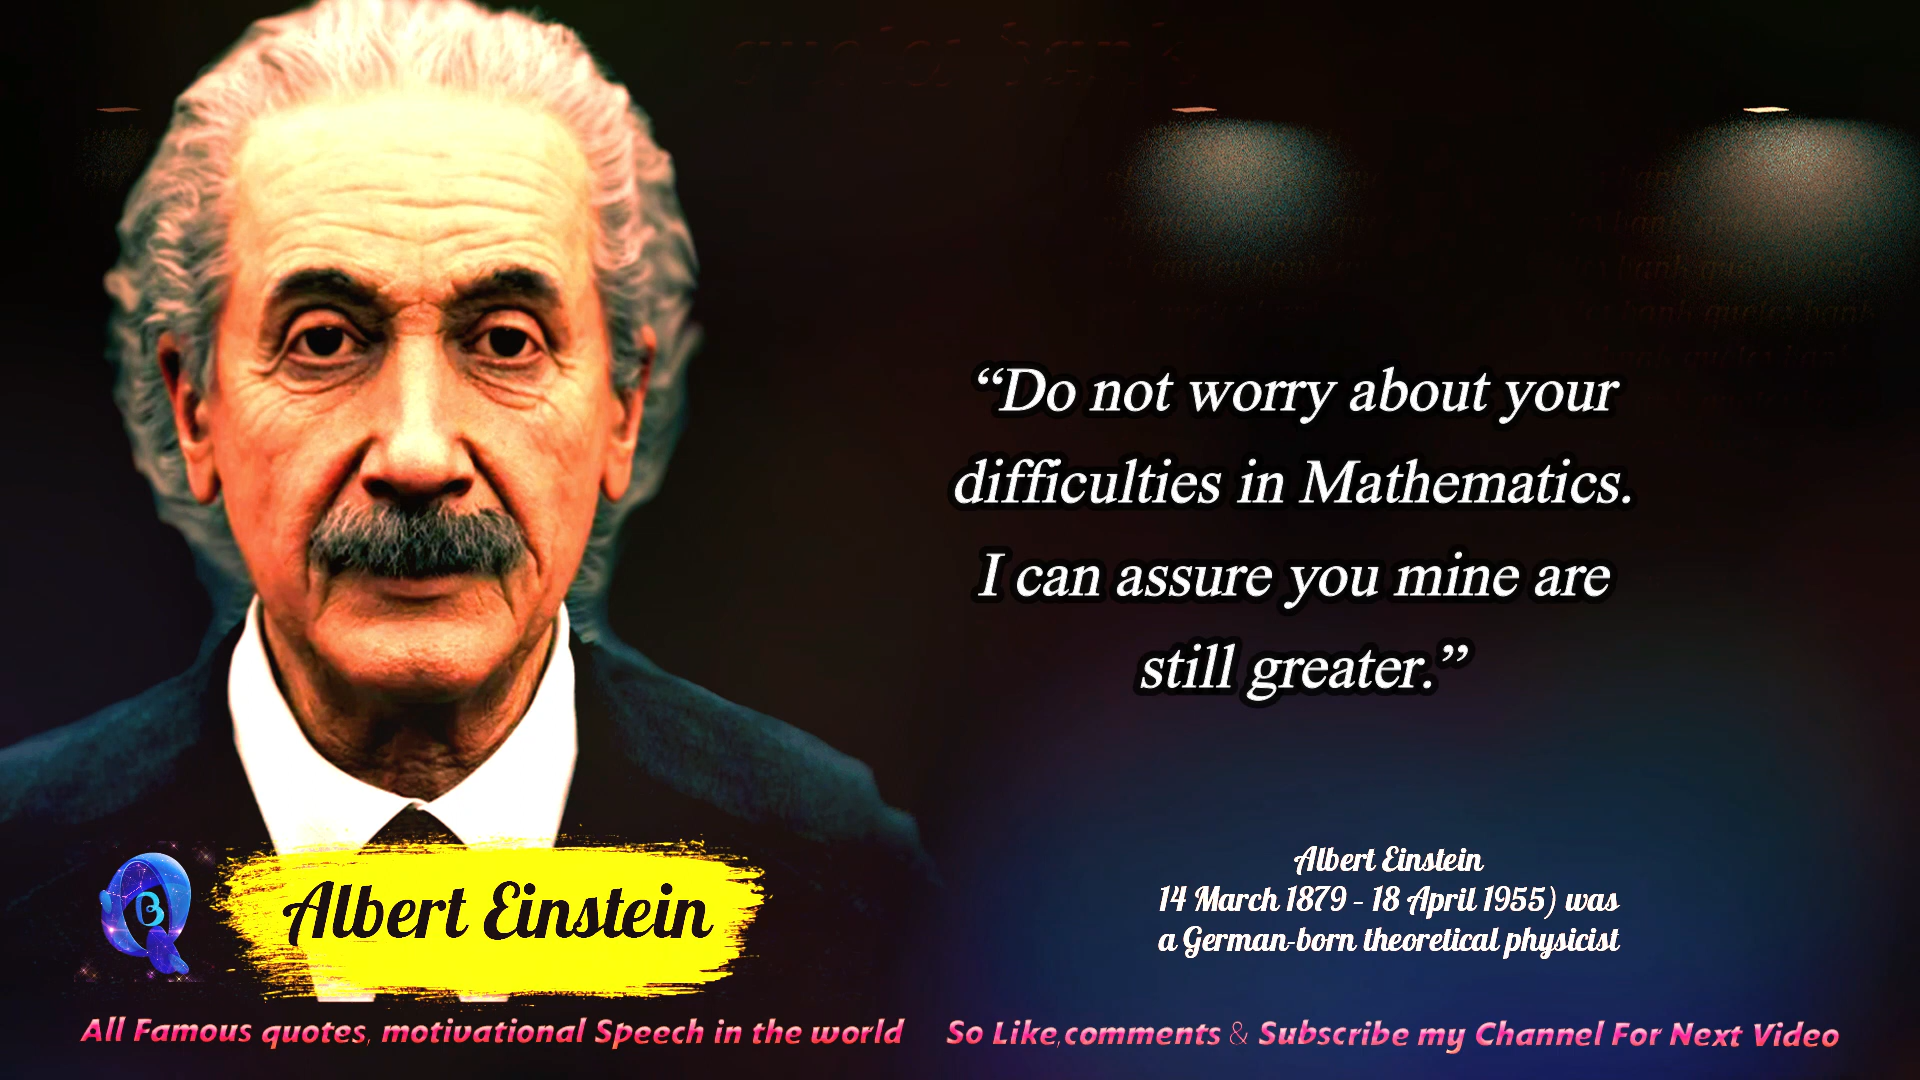 quotes bank
“Do not worry about your
difficulties in Mathematics.
I can assure you mine are
still greater.”
B
Albert Einstein
Albert Einstein
14 March 1879 – 18 April 1955) was
a German-born theoretical physicist
All Famous quotes, motivational Speech in the world
So Like,comments & Subscribe my Channel For Next Video